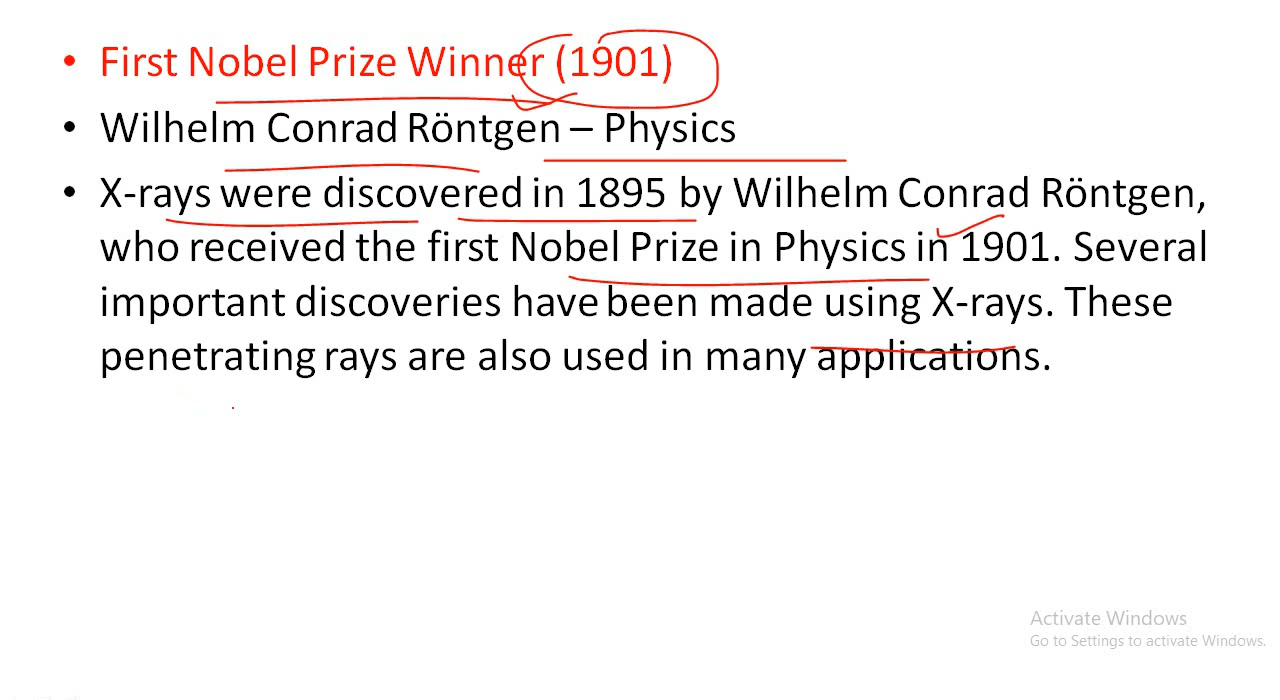 • First Nobel Prize Winner (1901)
• Wilhelm Conrad Röntgen – Physics
• X-rays were discovered in 1895 by Wilhelm Conrad Röntgen,
who received the first Nobel Prize in Physics in 1901. Several
important discoveries have been made using X-rays. These
penetrating rays are also used in many applications.
Activate Windows
Go to Settings to activate Windows.